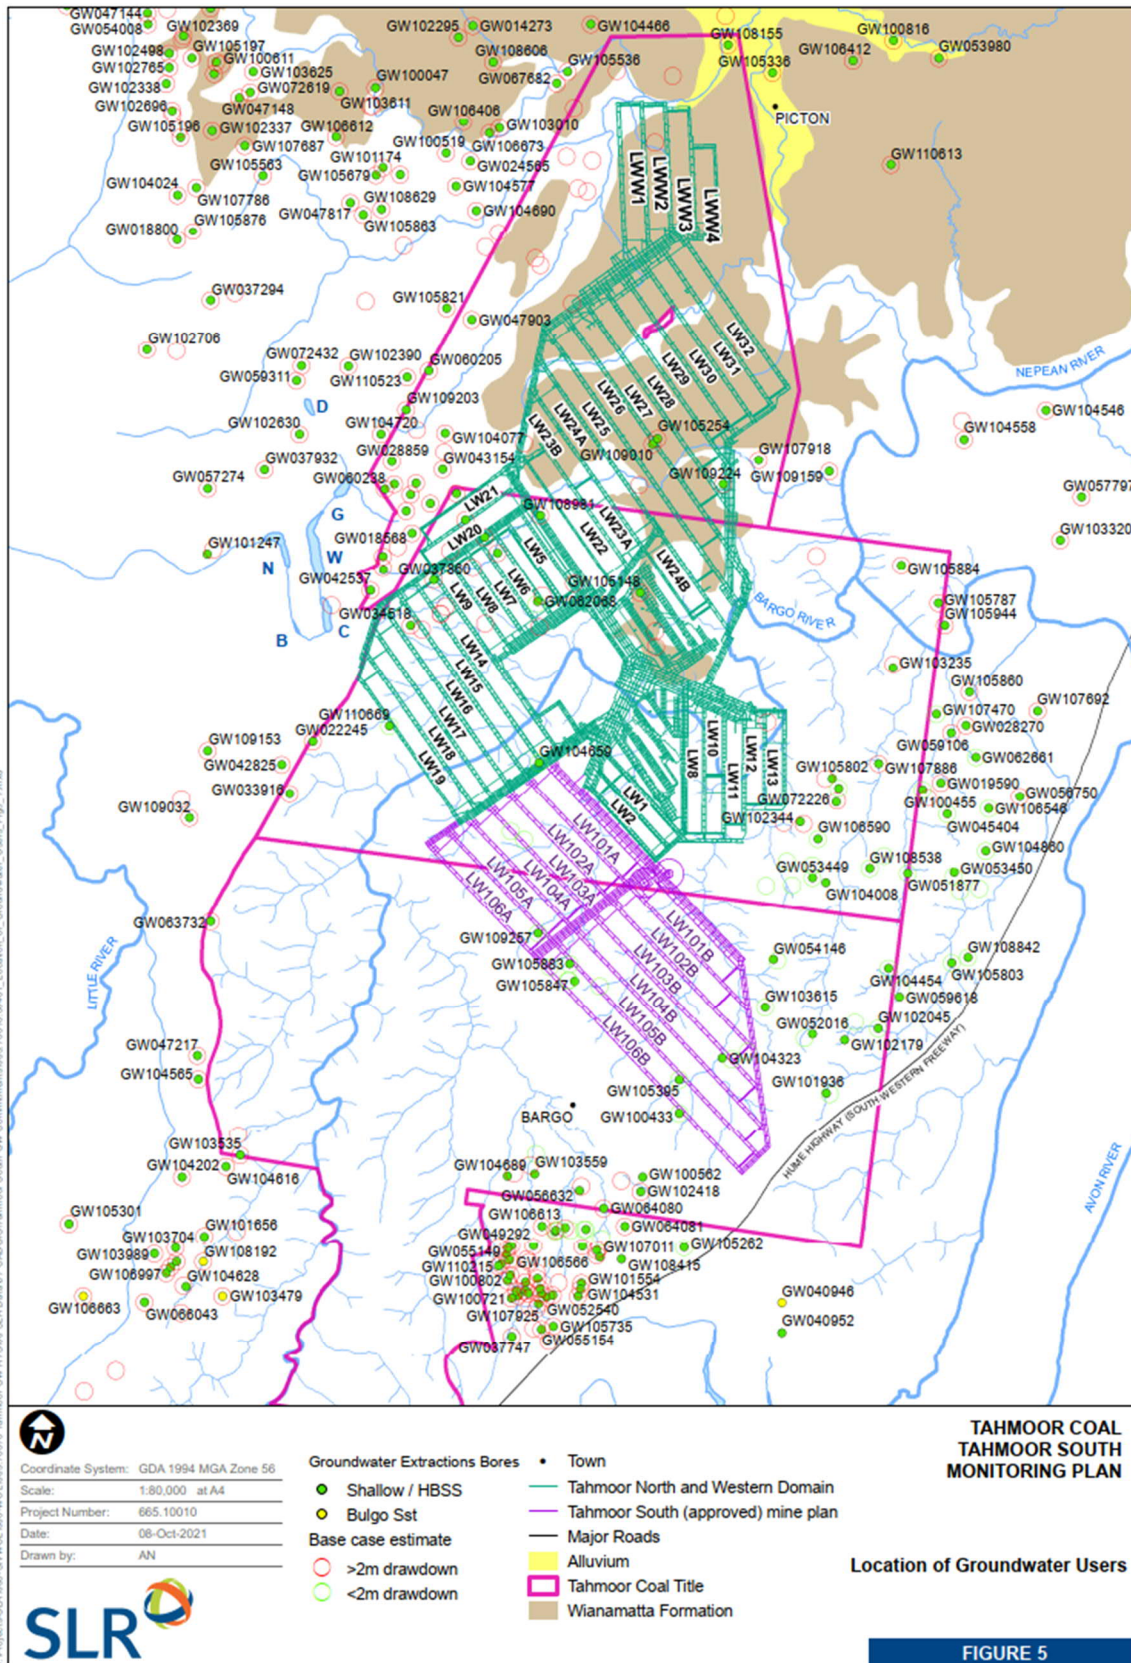 GW047144
GW054008
GW102369
GW102295
GW014273
GW104466
GW108155
GW100816
GW102498
GW105197
GW100611
GW108606
GW105536
GW106412
GW053980
GW102765
GW103625
GW100047
GW067682
GW105336
GW102338
GW072619
GW103611
PICTON
GW102696
GW047148
GW106406
GW103010
GW105196
GW102337
GW106612
GW100519
GW106673
GW107687
GW101174
GW024565
GW110613
GW105563
GW105679
LWW1
LWW2
LWW3
LWW4
GW104024
GW107786
GW104577
GW047817
GW108629
GW104690
GW018800
GW105876
GW105863
GW037294
GW105821
GW047903
GW102706
GW072432
GW102390
GW060205
LW32
LW31
LW30
LW29
NEPEAN RIVER
GW059311
GW110523
D
GW109203
LW28
LW27
LW26
LW25
LW24A
LW23B
GW104546
GW102630
GW104720
GW104077
GW105254
GW104558
GW028859
GW043154
GW109010
GW107918
GW037932
GW109224
GW109159
GW057274
GW060238
GW057797
G
LW21
GW108981
GW101247
W
GW018568
LW20
LW5
LW22
LW23A
GW103320
N
GW037860
LW24B
GW105884
GW042537
LW9
LW8
LW7
LW6
GW105148
GW062068
BARGO RIVER
GW105787
GW034518
GW105944
B
C
LW14
LW15
LW16
LW17
LW18
LW19
GW103235
GW105860
GW110669
GW107692
GW022245
GW107470
GW028270
GW109153
GW104659
LW8
LW10
LW11
LW12
LW13
GW059106
GW062661
GW042825
GW105802
GW107886
GW019590
GW033916
GW072226
GW056750
GW109032
LW1
LW2
GW102344
GW100455
GW106546
GW106590
GW045404
LW101A
LW102A
LW103A
LW104A
LW105A
LW106A
GW104860
GW108538
GW053449
GW053450
GW051877
GW104008
GW063732
LITTLE RIVER
GW109257
LW101B
LW102B
LW103B
LW104B
LW105B
LW106B
GW054146
GW108842
GW105883
GW105847
GW104454
GW105803
GW103615
GW059618
GW052016
GW102045
GW047217
GW102179
GW104323
GW104565
GW105395
GW101936
HUME HIGHWAY (SOUTH WESTERN FREEWAY)
BARGO
GW100433
GW103535
AVON RIVER
GW104202
GW104616
GW104689
GW103559
GW100562
GW056632
GW102418
GW105301
GW101656
GW106613
GW064080
GW103704
GW049292
GW064081
GW103989
GW108192
GW055149
GW107011
GW105262
GW106997
GW104628
GW110215
GW106566
GW108415
GW100802
GW101554
GW106663
GW103479
GW100721
GW104531
GW040946
GW066043
GW107925
GW052540
GW105735
GW040952
GW037747
GW055154
N
Coordinate System: GDA 1994 MGA Zone 56
Scale: 1:80,000 at A4
Project Number: 665.10010
Date: 08-Oct-2021
Drawn by: AN
SLR
Groundwater Extractions Bores
Shallow / HBSS
Bulgo Sst
Base case estimate
>2m drawdown
<2m drawdown
Town
Tahmoor North and Western Domain
Tahmoor South (approved) mine plan
Major Roads
Alluvium
Tahmoor Coal Title
Wianamatta Formation
TAHMOOR COAL
TAHMOOR SOUTH
MONITORING PLAN
Location of Groundwater Users
FIGURE 5